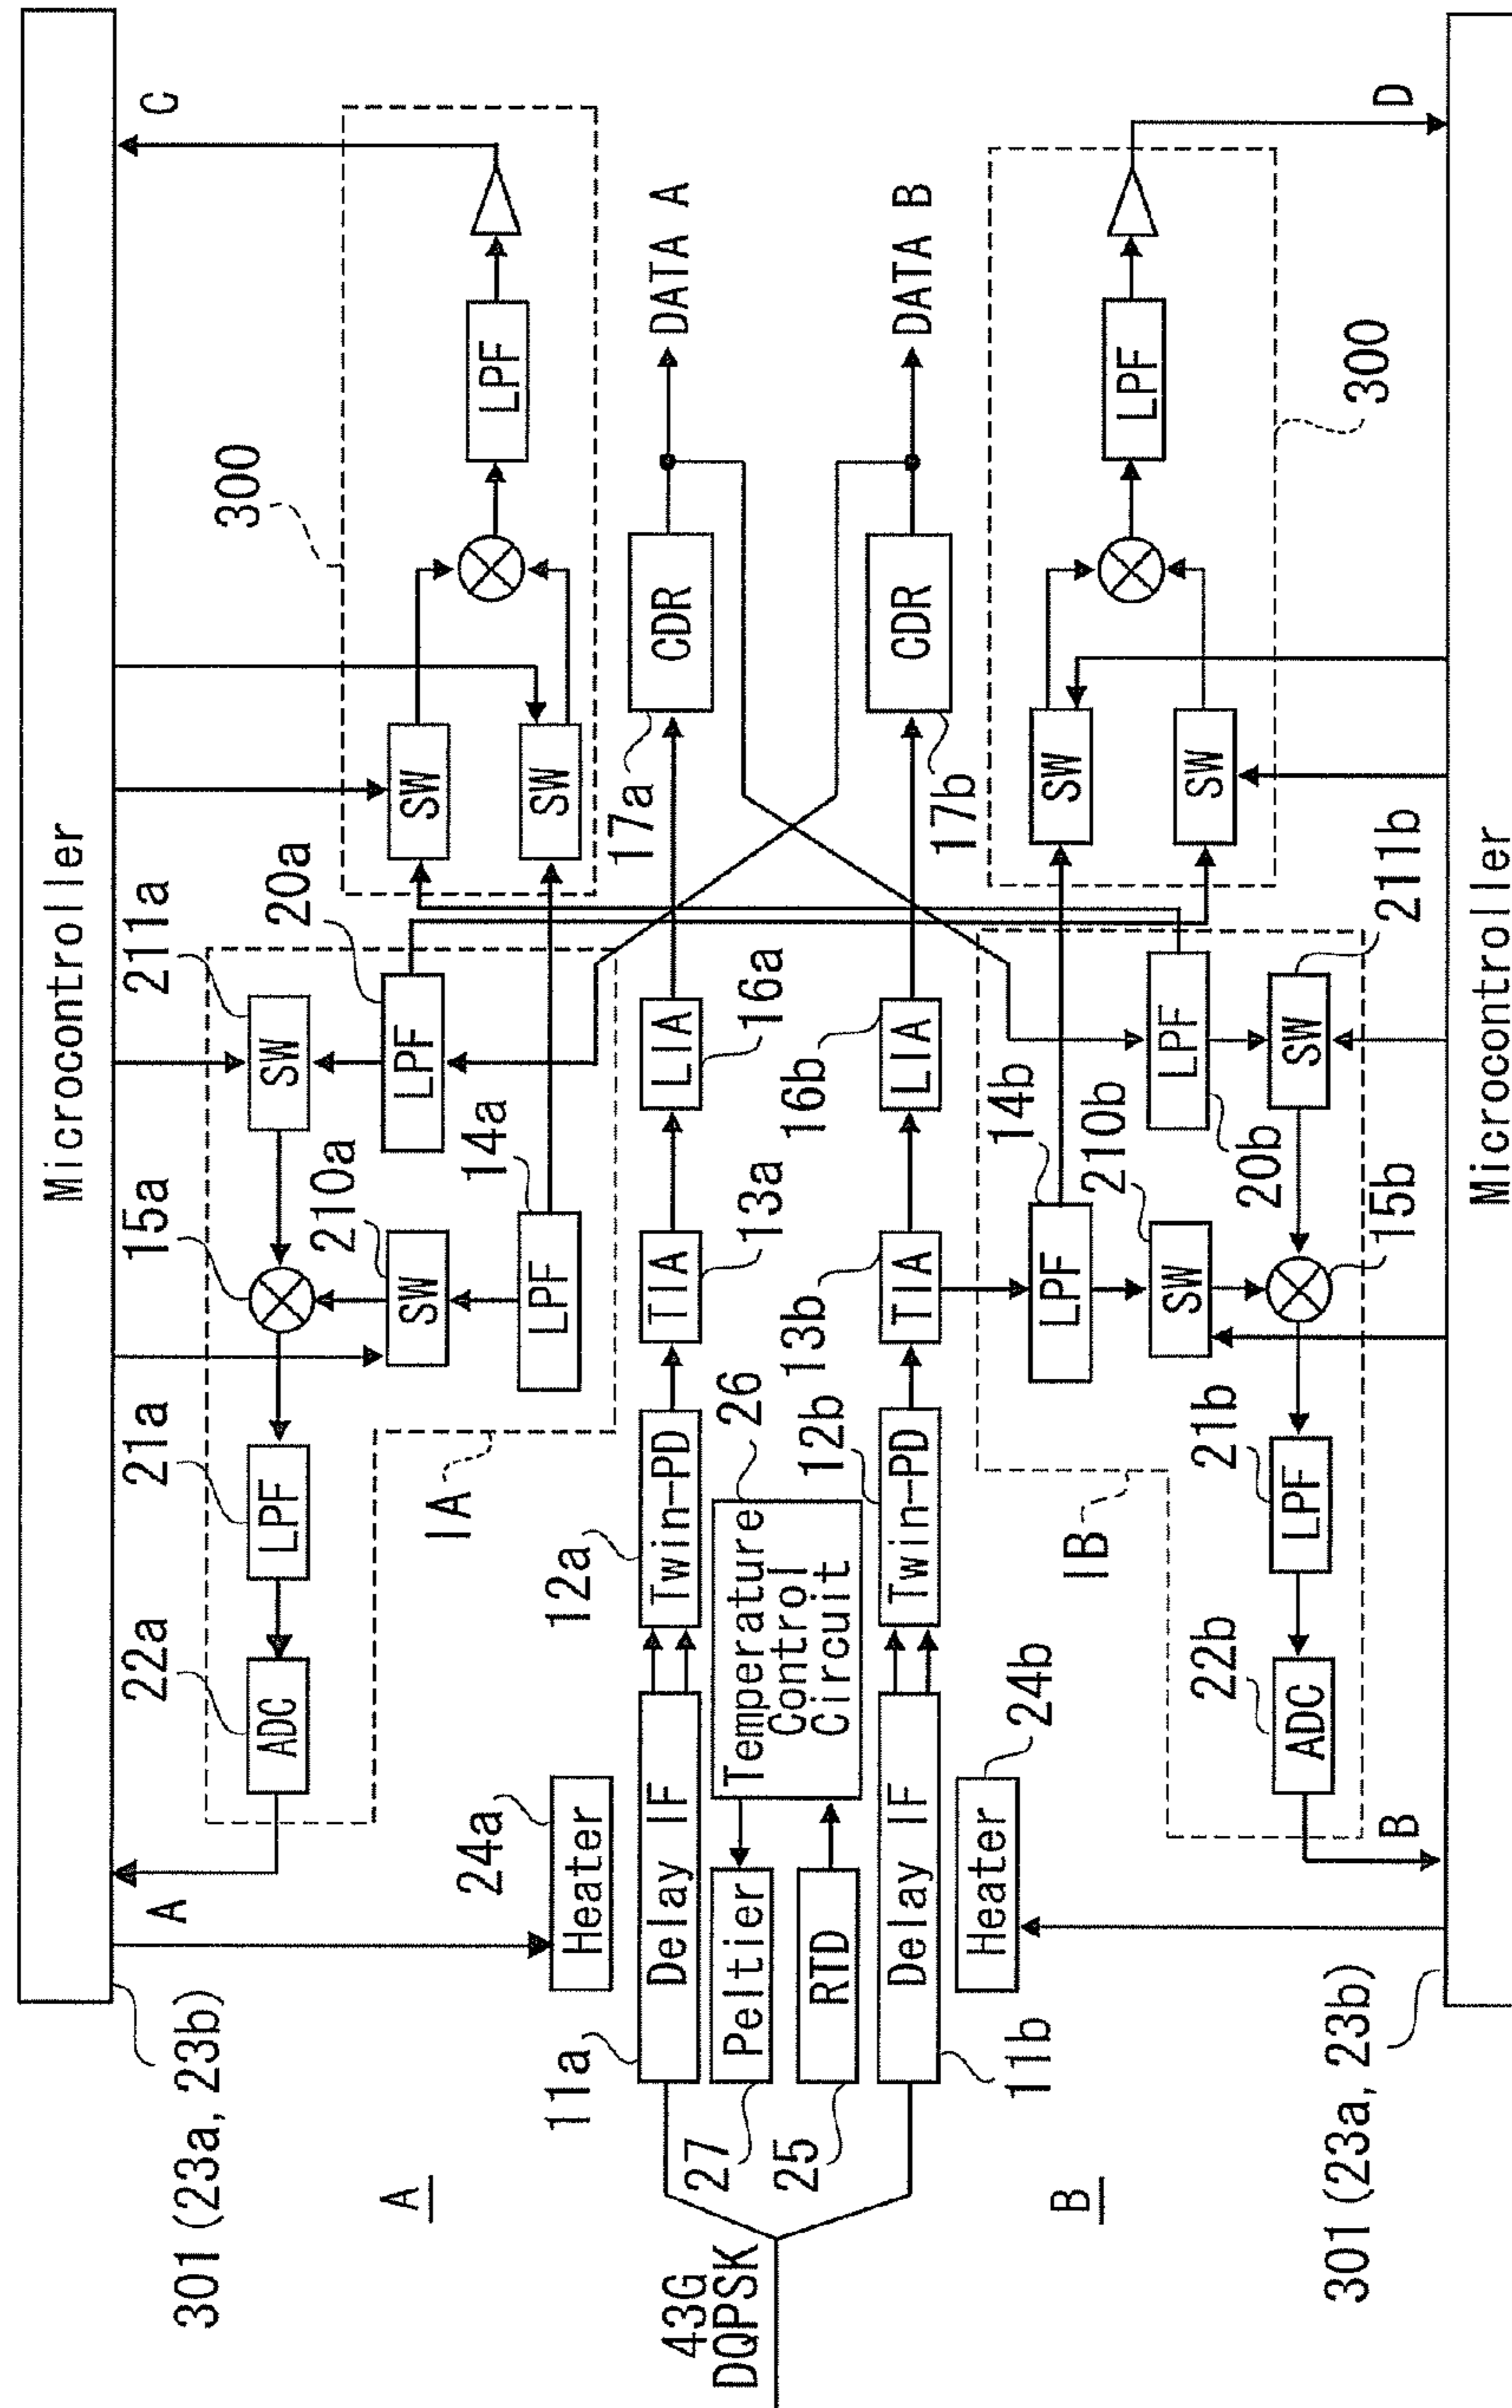 Microcontroller
301 (23a, 23b)
A
22a
21a
15a
211a
C
ADC
LPF
SW
300
210a
20a
A
24a
IA
SW
LPF
SW
14a
LPF
Heater
LPF
SW
11a
12a
17a
43G
DQPSK
Delay IF
Twin-PD
TIA
LIA
CDR
DATA A
27
Peltier
26
13a
16a
Temperature
Control
Circuit
25
RTD
12b
13b
16b
Delay IF
Twin-PD
TIA
LIA
CDR
DATA B
11b
24b
17b
Heater
14b
B
IB
LPF
SW
210b
LPF
SW
LPF
SW
22b
21b
20b
15b
ADC
LPF
SW
300
211b
301 (23a, 23b)
B
D
Microcontroller